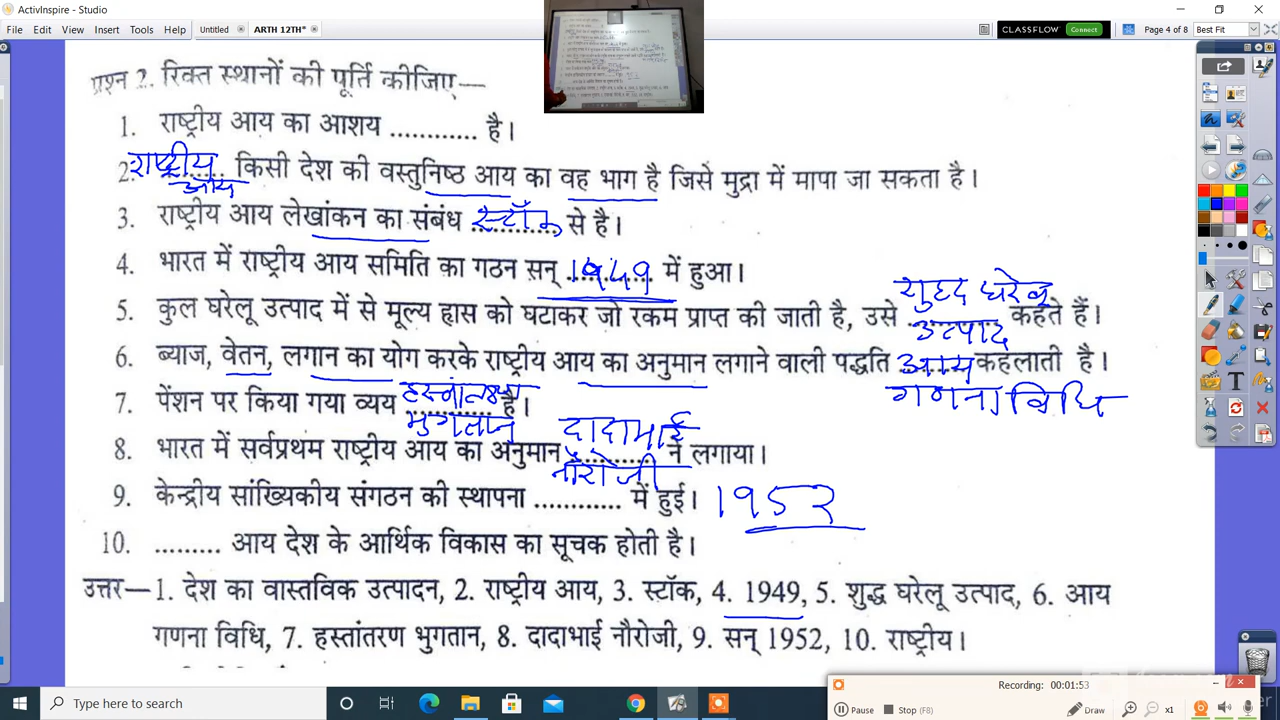 ActivInspire - Studio
File Edit View Insert Tools Help Untitled ARTH 12TH* CLASSFLOW Connect Page 4 of 8 Best Fit
प्रश्न 2. रिक्त स्थानों की पूर्ति कीजिए—
1. राष्ट्रीय आय का आशय ............ है।
2. राष्ट्रीय आय किसी देश की वस्तुनिष्ठ आय का वह भाग है जिसे मुद्रा में मापा जा सकता है।
3. राष्ट्रीय आय लेखांकन का संबंध स्टॉक से है।
4. भारत में राष्ट्रीय आय समिति का गठन सन् 1949 में हुआ।
5. कुल घरेलू उत्पाद में से मूल्य ह्रास को घटाकर जो रकम प्राप्त की जाती है, उसे शुद्ध घरेलू उत्पाद कहते हैं।
6. ब्याज, वेतन, लगान का योग करके राष्ट्रीय आय का अनुमान लगाने वाली पद्धति आय गणना विधि कहलाती है।
7. पेंशन पर किया गया व्यय हस्तांतरण भुगतान है।
8. भारत में सर्वप्रथम राष्ट्रीय आय का अनुमान दादाभाई नौरोजी ने लगाया।
9. केन्द्रीय सांख्यिकीय संगठन की स्थापना ............ में हुई। 1952
10. ......... आय देश के आर्थिक विकास का सूचक होती है।
उत्तर—1. देश का वास्तविक उत्पादन, 2. राष्ट्रीय आय, 3. स्टॉक, 4. 1949, 5. शुद्ध घरेलू उत्पाद, 6. आय
गणना विधि, 7. हस्तांतरण भुगतान, 8. दादाभाई नौरोजी, 9. सन् 1952, 10. राष्ट्रीय।
Recording: 00:01:53
Pause Stop (F8) Draw x1
Type here to search